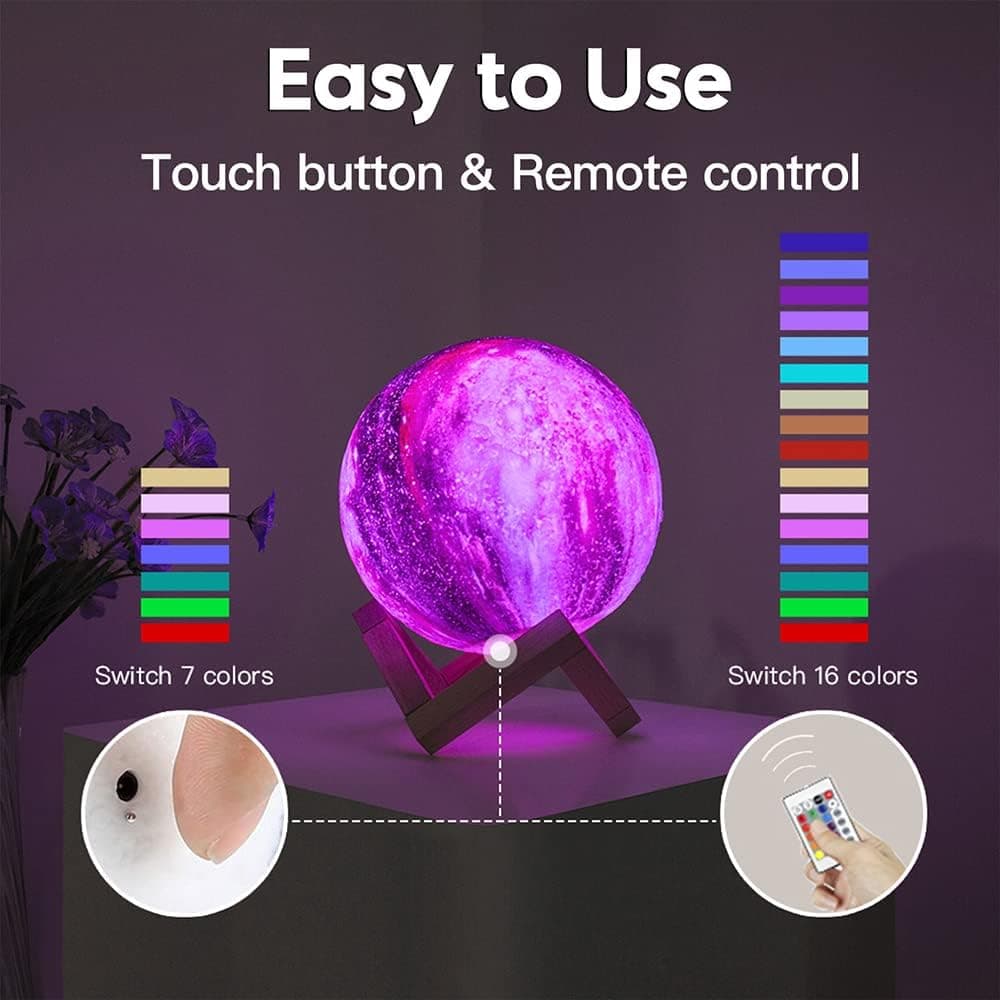 Easy to Use
Touch button & Remote control
Switch 7 colors
Switch 16 colors